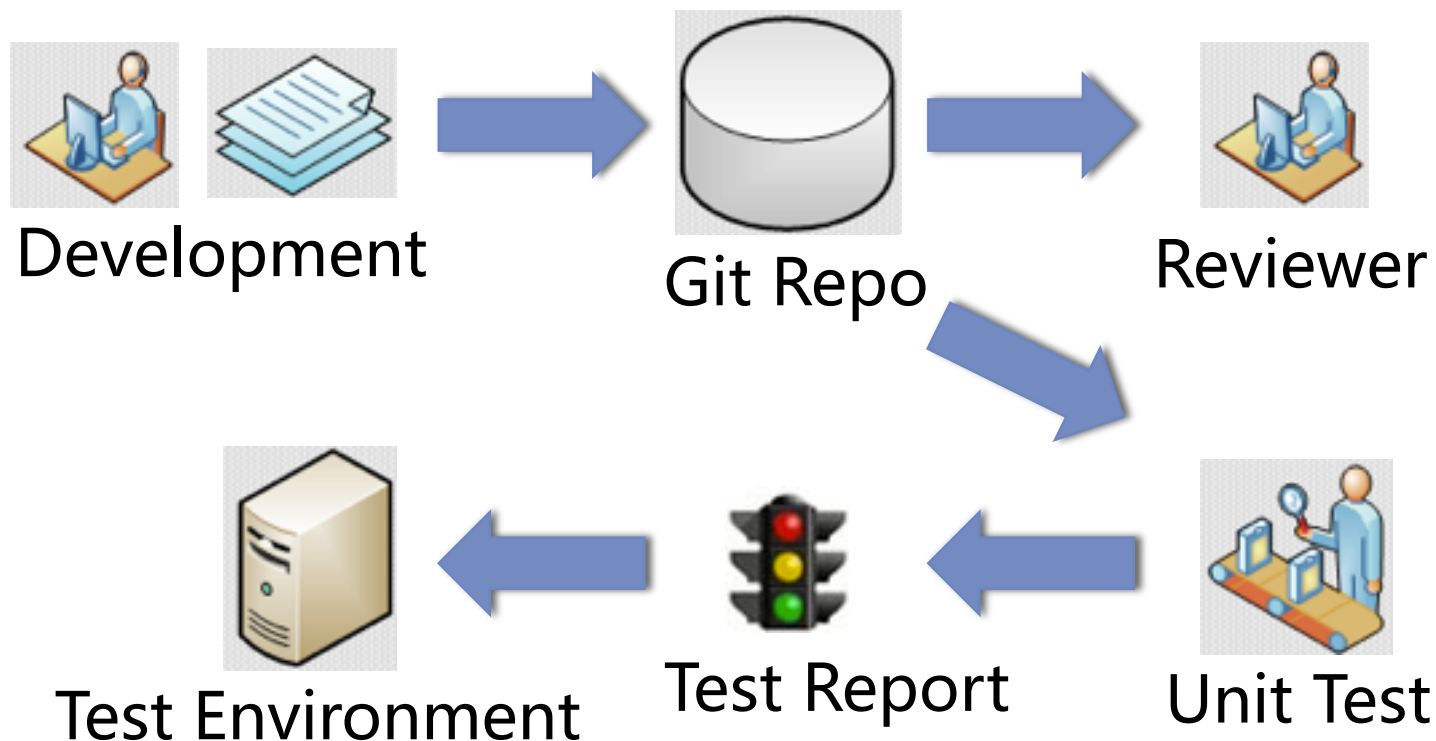 Development
Git Repo
Reviewer
Test Environment
Test Report
Unit Test